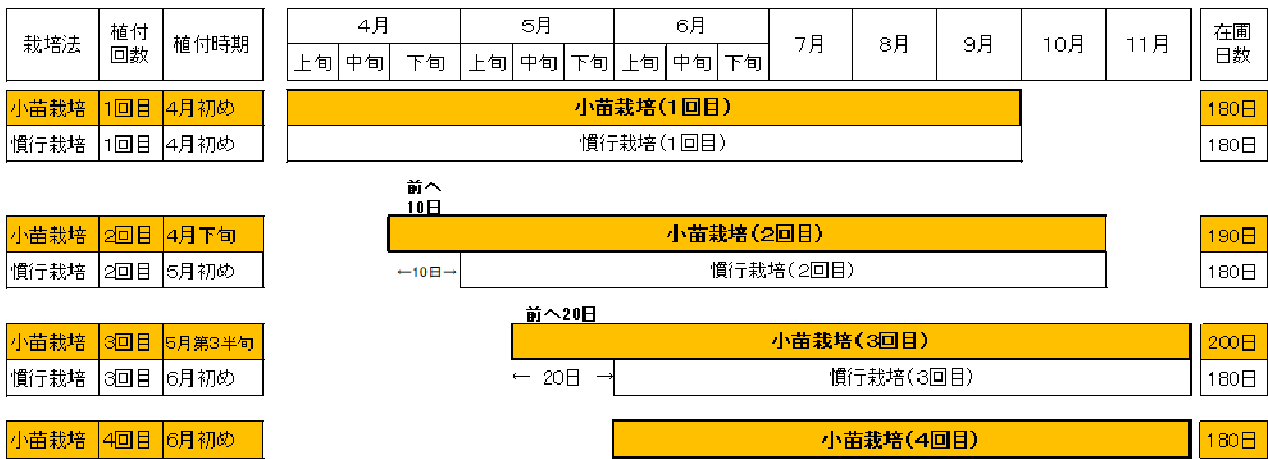 栽培法 植付回数 植付時期 4月 5月 6月 7月 8月 9月 10月 11月 在圃日数
上旬 中旬 下旬 上旬 中旬 下旬 上旬 中旬 下旬
小苗栽培 1回目 4月初め 小苗栽培(1回目) 180日
慣行栽培 1回目 4月初め 慣行栽培(1回目) 180日
前へ
10日
小苗栽培 2回目 4月下旬 小苗栽培(2回目) 190日
慣行栽培 2回目 5月初め ←10日→ 慣行栽培(2回目) 180日
前へ20日
小苗栽培 3回目 5月第3半旬 小苗栽培(3回目) 200日
慣行栽培 3回目 6月初め ← 20日 → 慣行栽培(3回目) 180日
小苗栽培 4回目 6月初め 小苗栽培(4回目) 180日